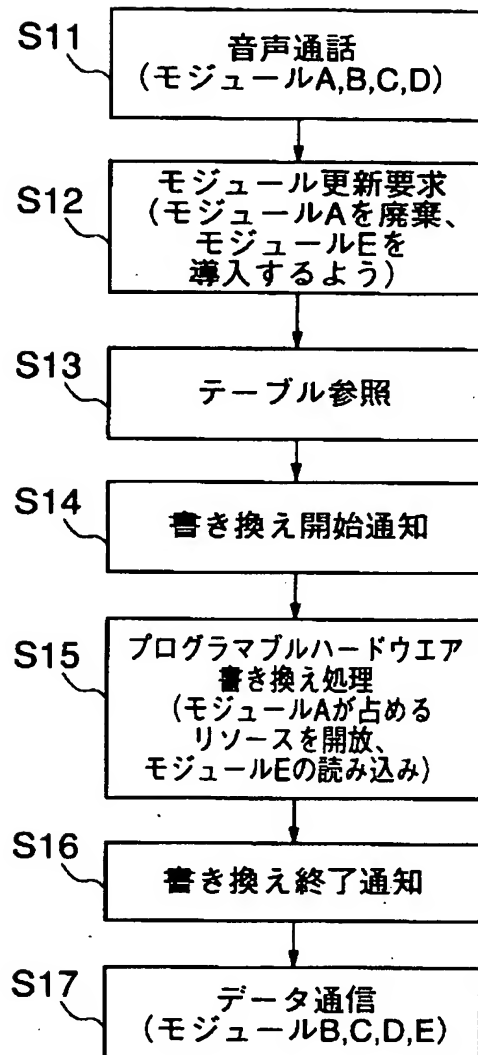 S11
音声通話
(モジュールA,B,C,D)
S12
モジュール更新要求
(モジュールAを廃棄、
モジュールEを
導入するよう)
S13
テーブル参照
S14
書き換え開始通知
S15
プログラマブルハードウエア
書き換え処理
(モジュールAが占める
リソースを開放、
モジュールEの読み込み)
S16
書き換え終了通知
S17
データ通信
(モジュールB,C,D,E)